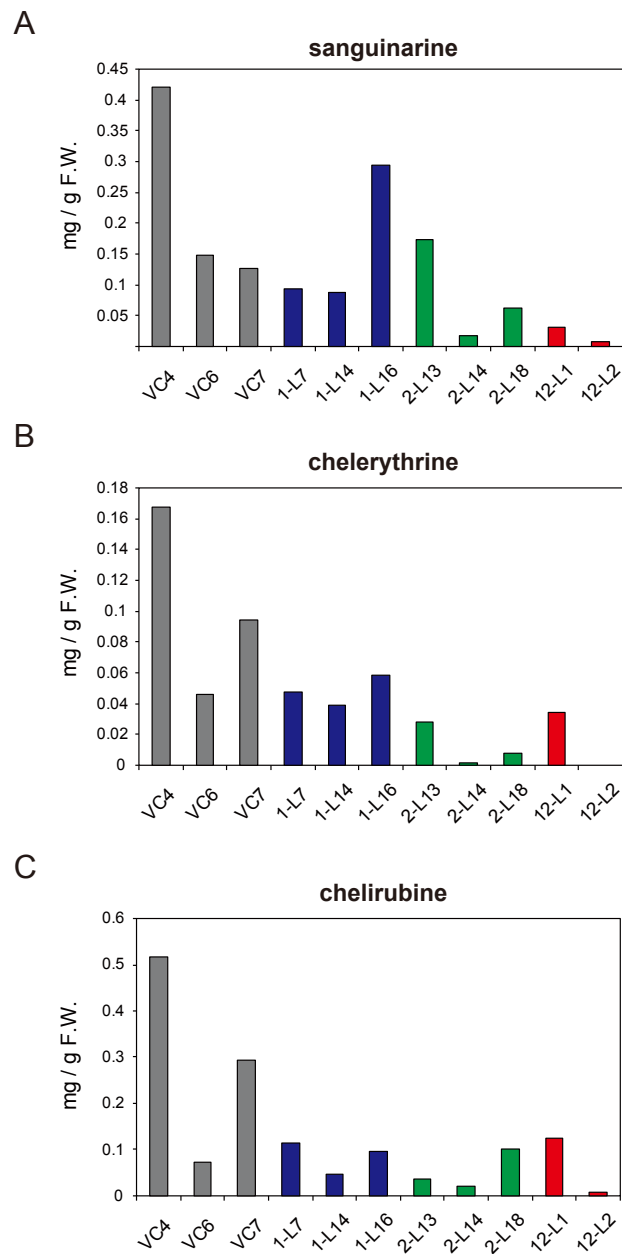 A
sanguinarine
mg / g F.W.
0.45
0.4
0.35
0.3
0.25
0.2
0.15
0.1
0.05
VC4 VC6 VC7 1-L7 1-L14 1-L16 2-L13 2-L14 2-L18 12-L1 12-L2
B
chelerythrine
mg / g F.W.
0.18
0.16
0.14
0.12
0.1
0.08
0.06
0.04
0.02
0
VC4 VC6 VC7 1-L7 1-L14 1-L16 2-L13 2-L14 2-L18 12-L1 12-L2
C
chelirubine
mg / g F.W.
0.6
0.5
0.4
0.3
0.2
0.1
0
VC4 VC6 VC7 1-L7 1-L14 1-L16 2-L13 2-L14 2-L18 12-L1 12-L2